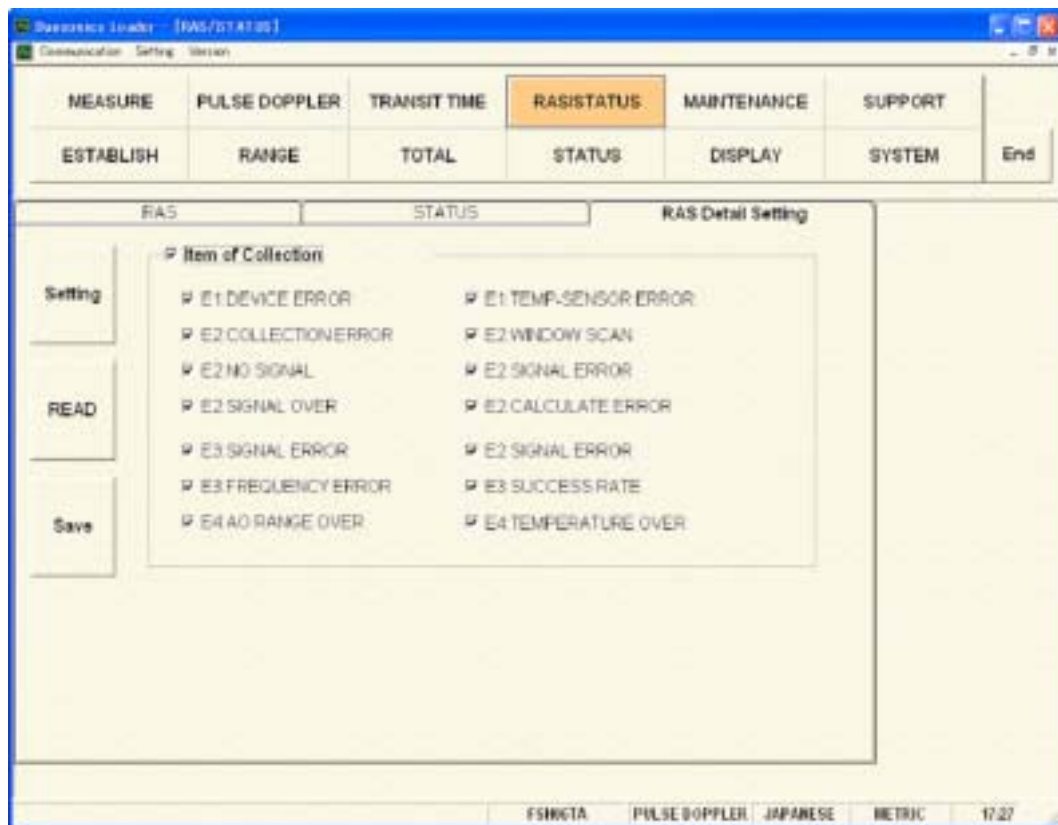 Duosonics Loader - [RAS/STATUS]
Communication Setting Version
MEASURE PULSE DOPPLER TRANSIT TIME RASISTATUS MAINTENANCE SUPPORT
ESTABLISH RANGE TOTAL STATUS DISPLAY SYSTEM End
RAS STATUS RAS Detail Setting
Item of Collection
Setting
E1:DEVICE ERROR E1:TEMP-SENSOR ERROR
E2:COLLECTION ERROR E2:WINDOW SCAN
E2:NO SIGNAL E2:SIGNAL ERROR
READ
E2:SIGNAL OVER E2:CALCULATE ERROR
E3:SIGNAL ERROR E2:SIGNAL ERROR
E3:FREQUENCY ERROR E3:SUCCESS RATE
Save
E4:AO RANGE OVER E4:TEMPERATURE OVER
PULSE DOPPLER JAPANESE METRIC 17:27